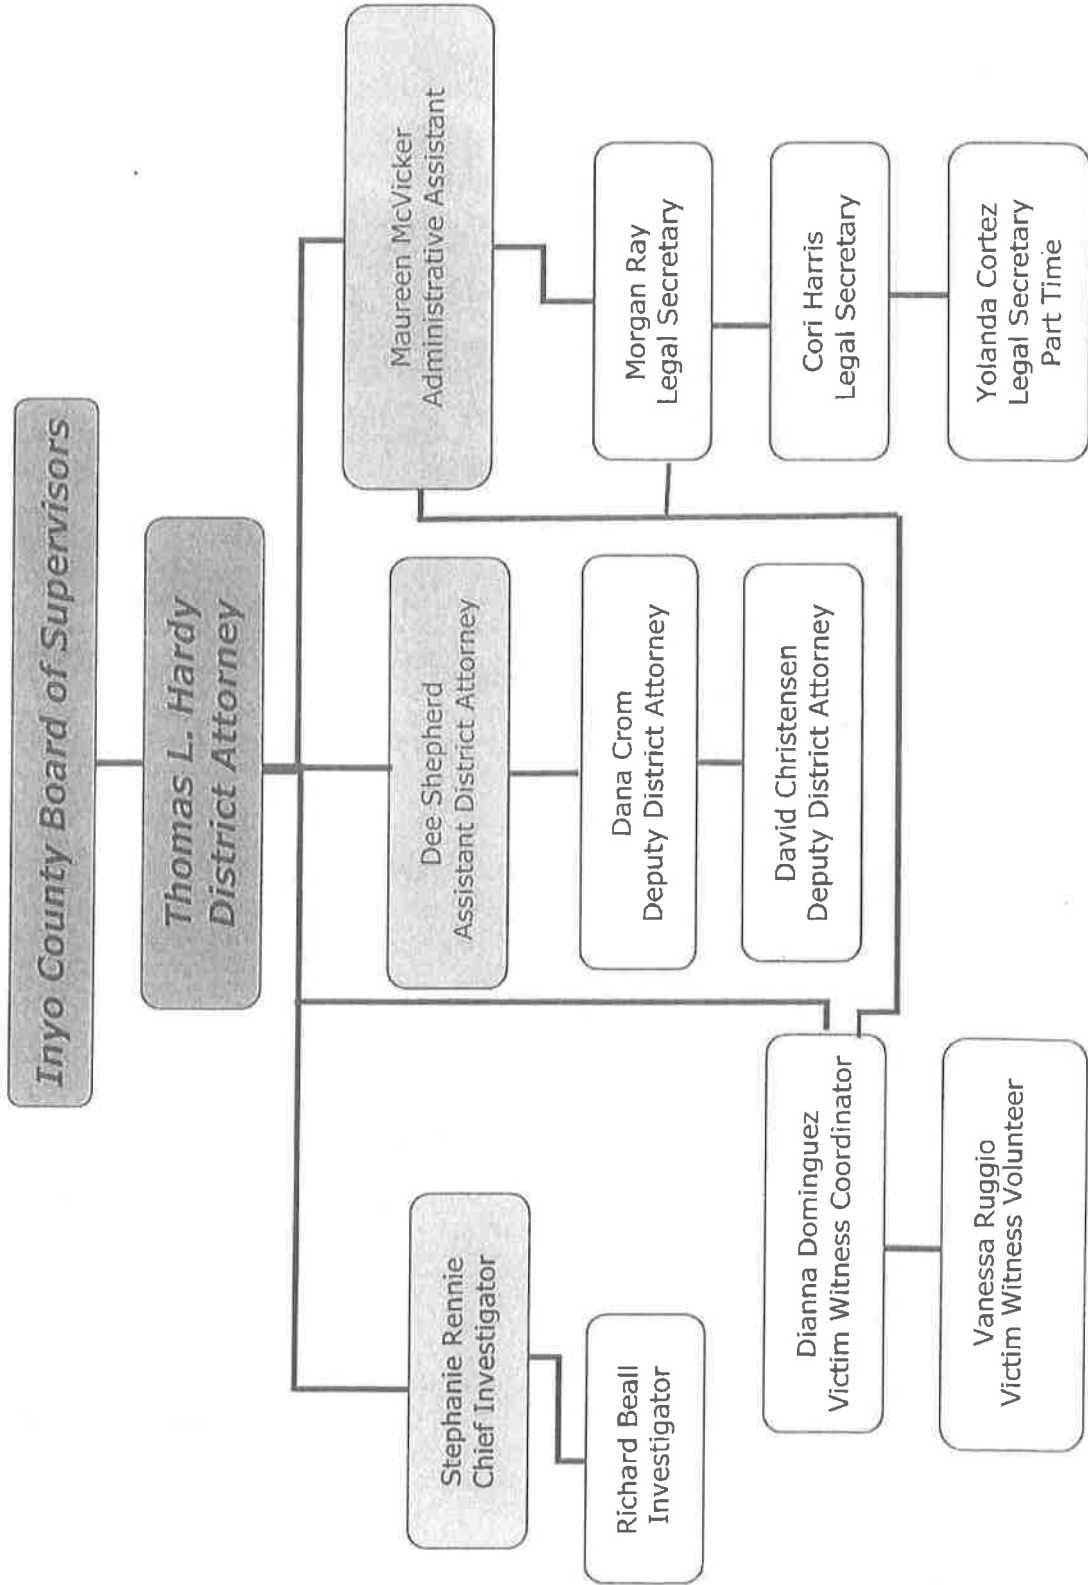 Inyo County Board of Supervisors
Thomas L. Hardy
District Attorney
Stephanie Rennie
Chief Investigator
Richard Beall
Investigator
Dee Shepherd
Assistant District Attorney
Dana Crom
Deputy District Attorney
David Christensen
Deputy District Attorney
Dianna Dominguez
Victim Witness Coordinator
Vanessa Ruggio
Victim Witness Volunteer
Maureen McVicker
Administrative Assistant
Morgan Ray
Legal Secretary
Cori Harris
Legal Secretary
Yolanda Cortez
Legal Secretary
Part Time